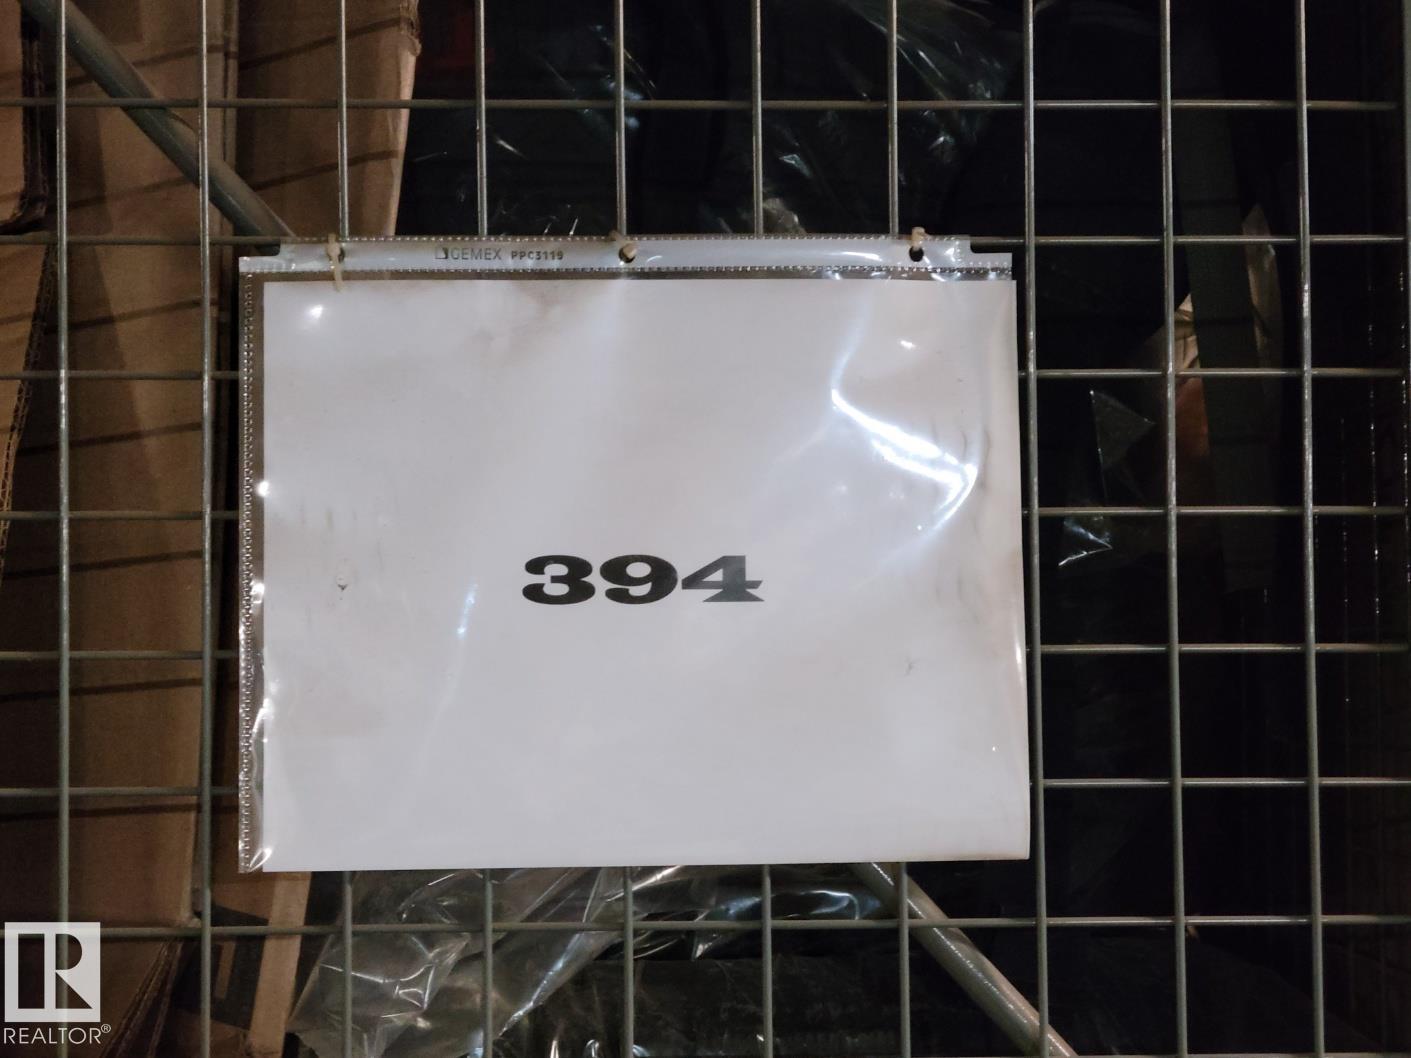 GEMEX PPC3119
394
REALTOR®